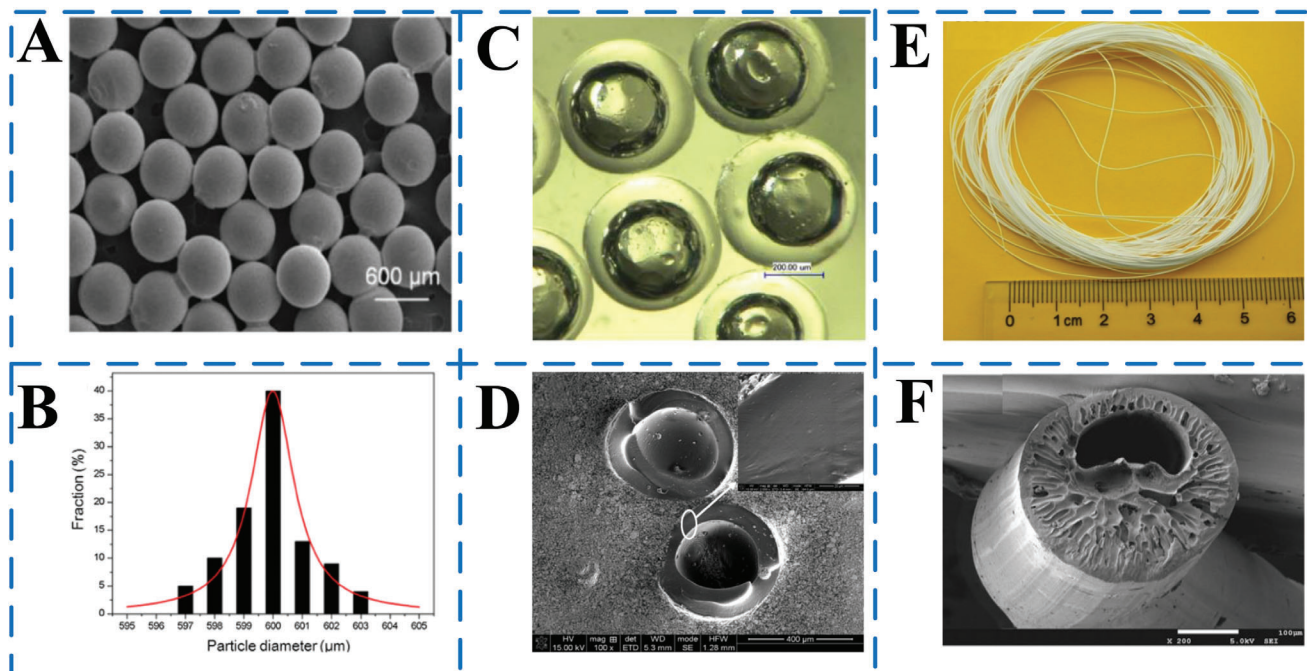 A
600 µm
C
200.00 um
E
0 1cm 2 3 4 5 6
B
Fraction (%)
40
35
30
25
20
15
10
5
0
595 596 597 598 599 600 601 602 603 604 605
Particle diameter (µm)
D
HV mag det WD mode HFW
15.00 kV 100 x ETD 5.3 mm SE 1.28 mm
400 µm
F
100µm
X 200 5.0kV SEI